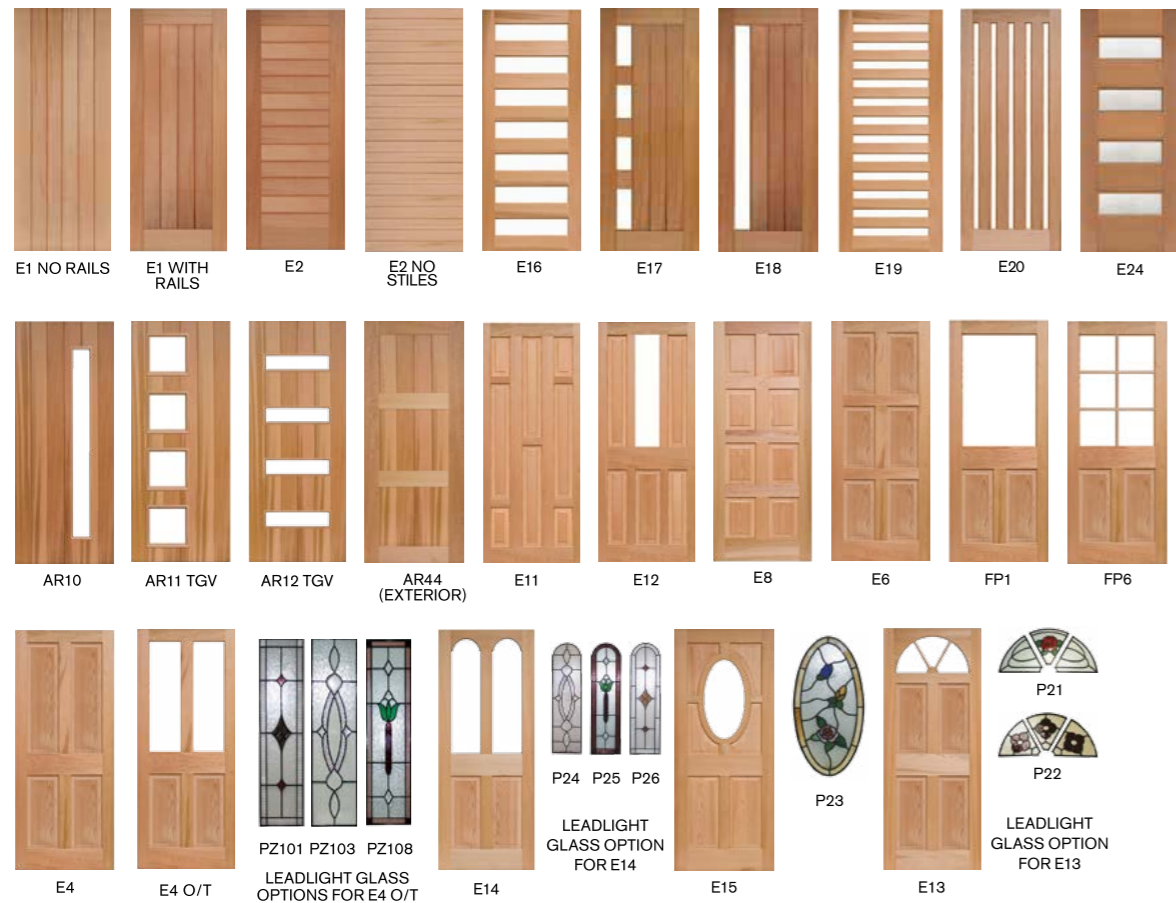 E1 NO RAILS
E1 WITH
RAILS
E2
E2 NO
STILES
E16
E17
E18
E19
E20
E24
AR10
AR11 TGV
AR12 TGV
AR44
(EXTERIOR)
E11
E12
E8
E6
FP1
FP6
E4
E4 O/T
PZ101
PZ103
PZ108
LEADLIGHT GLASS
OPTIONS FOR E4 O/T
E14
P24
P25
P26
LEADLIGHT
GLASS OPTION
FOR E14
E15
P23
E13
P21
P22
LEADLIGHT
GLASS OPTION
FOR E13